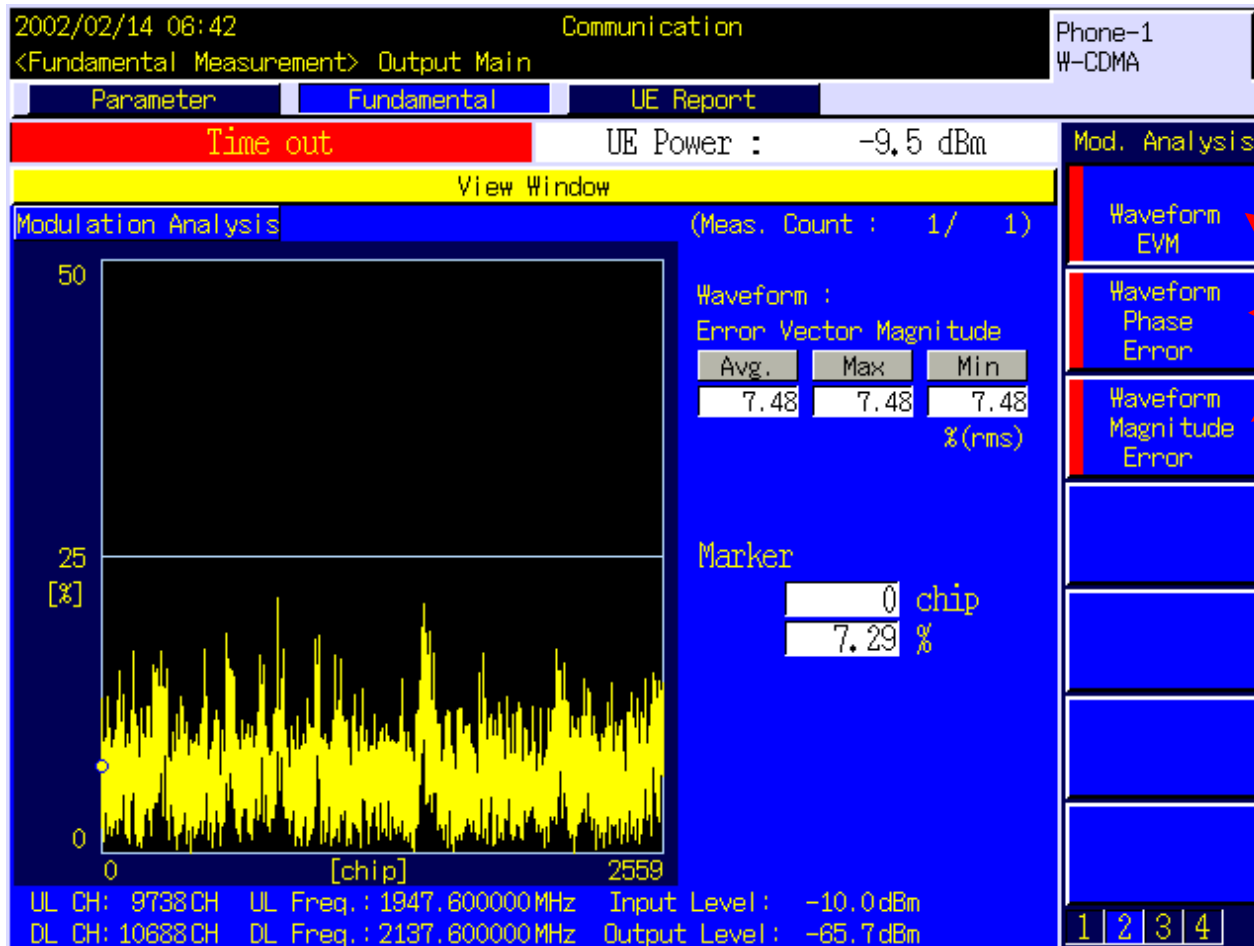 2002/02/14 06:42 Communication
Phone-1
<Fundamental Measurement> Output Main
W-CDMA
Parameter Fundamental UE Report
Time out UE Power : -9.5 dBm Mod. Analysis
View Window
Modulation Analysis (Meas. Count : 1/ 1)
Waveform
EVM
50
Waveform :
Error Vector Magnitude
Avg. Max Min
7.48 7.48 7.48
%(rms)
Waveform
Phase
Error
Waveform
Magnitude
Error
25
[%]
Marker
0 chip
7.29 %
0
0 [chip] 2559
UL CH: 9738CH UL Freq.:1947.600000MHz Input Level: -10.0dBm
DL CH:10688CH DL Freq.:2137.600000MHz Output Level: -65.7dBm
1 2 3 4